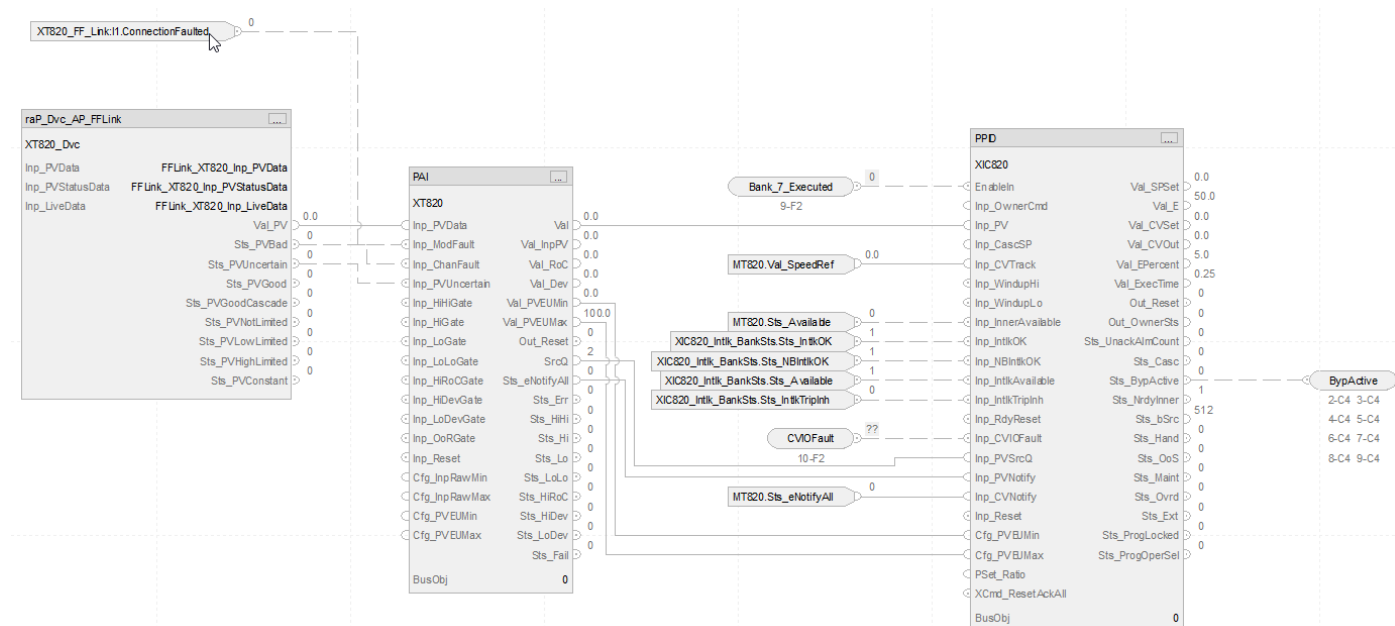 XT820_FF_Link:I1.ConnectionFaulted
0
raP_Dvc_AP_FFLink
...
XT820_Dvc
Inp_PVData FFLink_XT820_Inp_PVData
Inp_PVStatusData FFLink_XT820_Inp_PVStatusData
Inp_LiveData FFLink_XT820_Inp_LiveData
Val_PV 0.0
Sts_PVBad 0
Sts_PVUncertain 0
Sts_PVGood 0
Sts_PVGoodCascade 0
Sts_PVNotLimited 0
Sts_PVLowLimited 0
Sts_PVHighLimited 0
Sts_PVConstant 0
PAI
...
XT820
Inp_PVData Val 0.0
Inp_ModFault Val_InpPV 0.0
Inp_ChanFault Val_RoC 0.0
Inp_PVUncertain Val_Dev 0.0
Inp_HiHiGate Val_PVEUMin 0.0
Inp_HiGate Val_PVEUMax 100.0
Inp_LoGate Out_Reset 0
Inp_LoLoGate SrcQ 2
Inp_HiRoCGate Sts_eNotifyAll 0
Inp_HiDevGate Sts_Err 0
Inp_LoDevGate Sts_HiHi 0
Inp_OoRGate Sts_Hi 0
Inp_Reset Sts_Lo 0
Cfg_InpRawMin Sts_LoLo 0
Cfg_InpRawMax Sts_HiRoC 0
Cfg_PVEUMin Sts_HiDev 0
Cfg_PVEUMax Sts_LoDev 0
Sts_Fail 0
BusObj 0
Bank_7_Executed 0
9-F2
MT820.Val_SpeedRef 0.0
MT820.Sts_Available 0
XIC820_Intlk_BankSts.Sts_IntlkOK 1
XIC820_Intlk_BankSts.Sts_NBIntlkOK 1
XIC820_Intlk_BankSts.Sts_Available 1
XIC820_Intlk_BankSts.Sts_IntlkTripInh 0
CVIOFault ??
10-F2
MT820.Sts_eNotifyAll 0
PPID
...
XIC820
EnableIn Val_SPSet 0.0
Inp_OwnerCmd Val_E 50.0
Inp_PV Val_CVSet 0.0
Inp_CascSP Val_CVOut 0.0
Inp_CVTrack Val_EPercent 5.0
Inp_WindupHi Val_ExecTime 0.25
Inp_WindupLo Out_Reset 0
Inp_InnerAvailable Out_OwnerSts 0
Inp_IntlkOK Sts_UnackAlmCount 0
Inp_NBIntlkOK Sts_Casc 0
Inp_IntlkAvailable Sts_BypActive 0
Inp_IntlkTripInh Sts_NrdyInner 1
Inp_RdyReset Sts_bSrc 512
Inp_CVIOFault Sts_Hand 0
Inp_PVSrcQ Sts_OoS 0
Inp_PVNotify Sts_Maint 0
Inp_CVNotify Sts_Ovrd 0
Inp_Reset Sts_Ext 0
Cfg_PVEUMin Sts_ProgLocked 0
Cfg_PVEUMax Sts_ProgOperSel 0
PSet_Ratio
XCmd_ResetAckAll
BusObj 0
BypActive
2-C4 3-C4
4-C4 5-C4
6-C4 7-C4
8-C4 9-C4